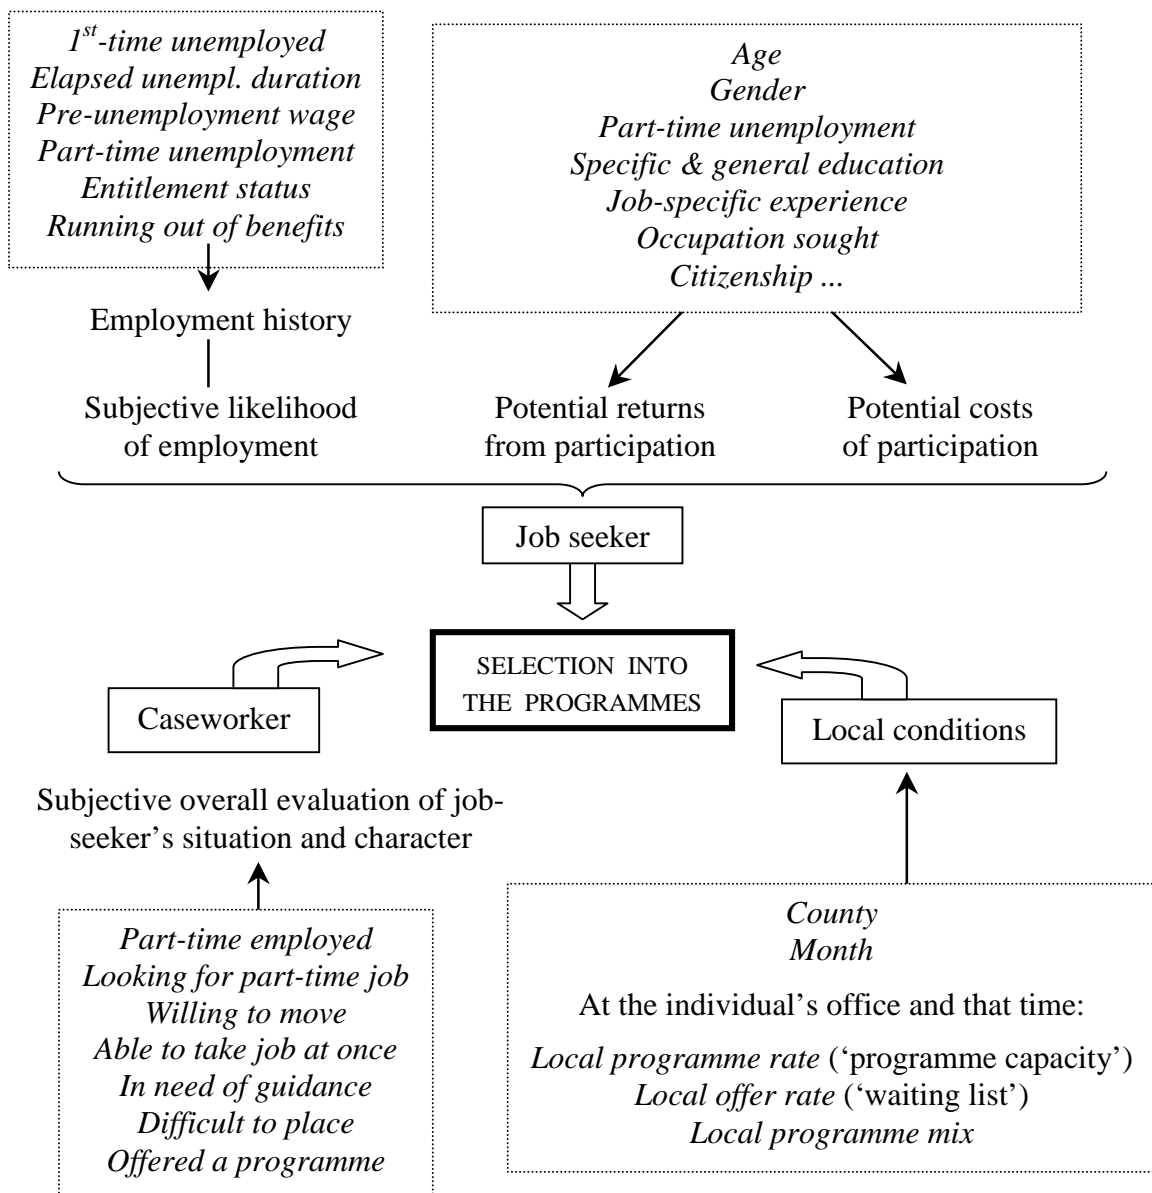 1st-time unemployed
Elapsed unempl. duration
Pre-unemployment wage
Part-time unemployment
Entitlement status
Running out of benefits
Age
Gender
Part-time unemployment
Specific & general education
Job-specific experience
Occupation sought
Citizenship ...
Employment history
Subjective likelihood
of employment
Potential returns
from participation
Potential costs
of participation
Job seeker
SELECTION INTO
THE PROGRAMMES
Caseworker
Local conditions
Subjective overall evaluation of job-
seeker’s situation and character
Part-time employed
Looking for part-time job
Willing to move
Able to take job at once
In need of guidance
Difficult to place
Offered a programme
County
Month
At the individual’s office and that time:
Local programme rate (‘programme capacity’)
Local offer rate (‘waiting list’)
Local programme mix